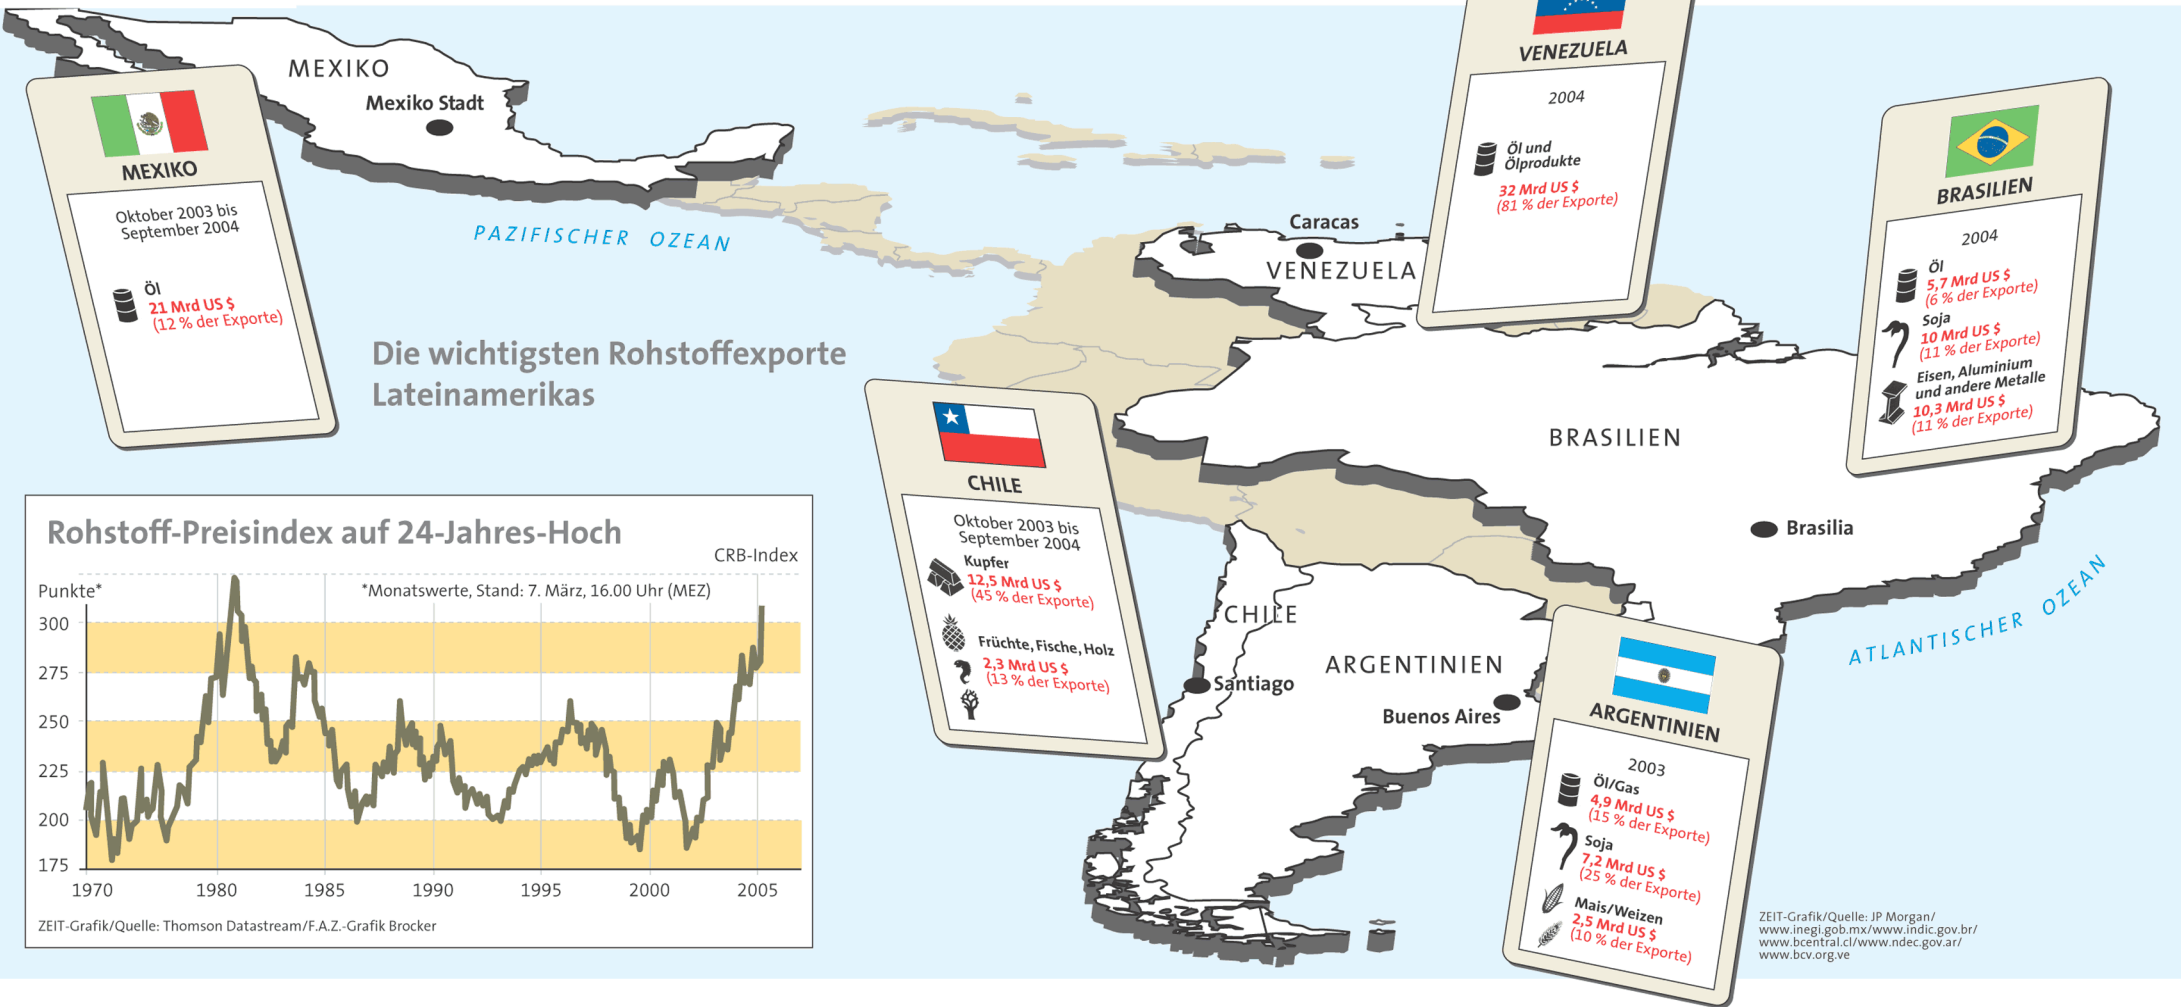 MEXIKO
Mexiko Stadt
MEXIKO
Oktober 2003 bis
September 2004
Öl
21 Mrd US $
(12 % der Exporte)
PAZIFISCHER OZEAN
Die wichtigsten Rohstoffexporte
Lateinamerikas
VENEZUELA
2004
Öl und
Ölprodukte
32 Mrd US $
(81 % der Exporte)
Caracas
VENEZUELA
BRASILIEN
2004
Öl
5,7 Mrd US $
(6 % der Exporte)
Soja
10 Mrd US $
(11 % der Exporte)
Eisen, Aluminium
und andere Metalle
10,3 Mrd US $
(11 % der Exporte)
BRASILIEN
Brasilia
ATLANTISCHER OZEAN
CHILE
Oktober 2003 bis
September 2004
Kupfer
12,5 Mrd US $
(45 % der Exporte)
Früchte, Fische, Holz
2,3 Mrd US $
(13 % der Exporte)
CHILE
Santiago
ARGENTINIEN
Buenos Aires
ARGENTINIEN
2003
Öl/Gas
4,9 Mrd US $
(15 % der Exporte)
Soja
7,2 Mrd US $
(25 % der Exporte)
Mais/Weizen
2,5 Mrd US $
(10 % der Exporte)
Rohstoff-Preisindex auf 24-Jahres-Hoch
CRB-Index
Punkte*
*Monatswerte, Stand: 7. März, 16.00 Uhr (MEZ)
300
275
250
225
200
175
1970 1980 1985 1990 1995 2000 2005
ZEIT-Grafik/Quelle: Thomson Datastream/F.A.Z.-Grafik Brocker
ZEIT-Grafik/Quelle: JP Morgan/
www.inegi.gob.mx/www.indic.gov.br/
www.bcentral.cl/www.ndec.gov.ar/
www.bcv.org.ve